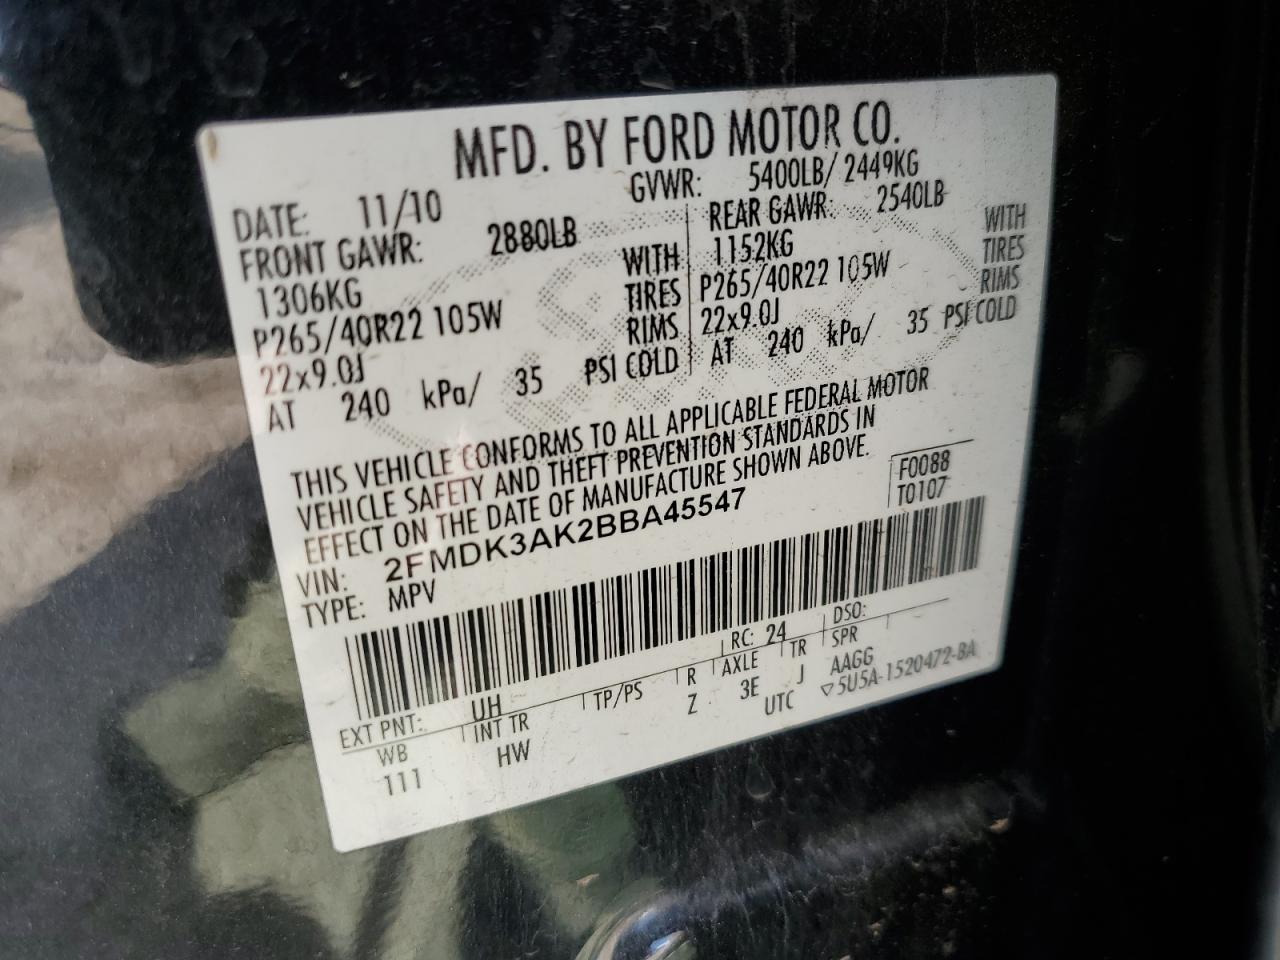 MFD. BY FORD MOTOR CO.
DATE: 11/10 GVWR: 5400LB/ 2449KG
FRONT GAWR: 2880LB REAR GAWR: 2540LB
1306KG WITH 1152KG WITH
P265/40R22 105W TIRES P265/40R22 105W TIRES
22x9.0J RIMS 22x9.0J RIMS
AT 240 kPa/ 35 PSI COLD AT 240 kPa/ 35 PSI COLD
THIS VEHICLE CONFORMS TO ALL APPLICABLE FEDERAL MOTOR
VEHICLE SAFETY AND THEFT PREVENTION STANDARDS IN
EFFECT ON THE DATE OF MANUFACTURE SHOWN ABOVE.
VIN: 2FMDK3AK2BBA45547 F0088
TYPE: MPV T0107
EXT PNT: UH RC: 24 DSO:
WB INT TR TP/PS R AXLE TR SPR
111 HW Z 3E J AAGG
UTC ▽5U5A-1520472-BA